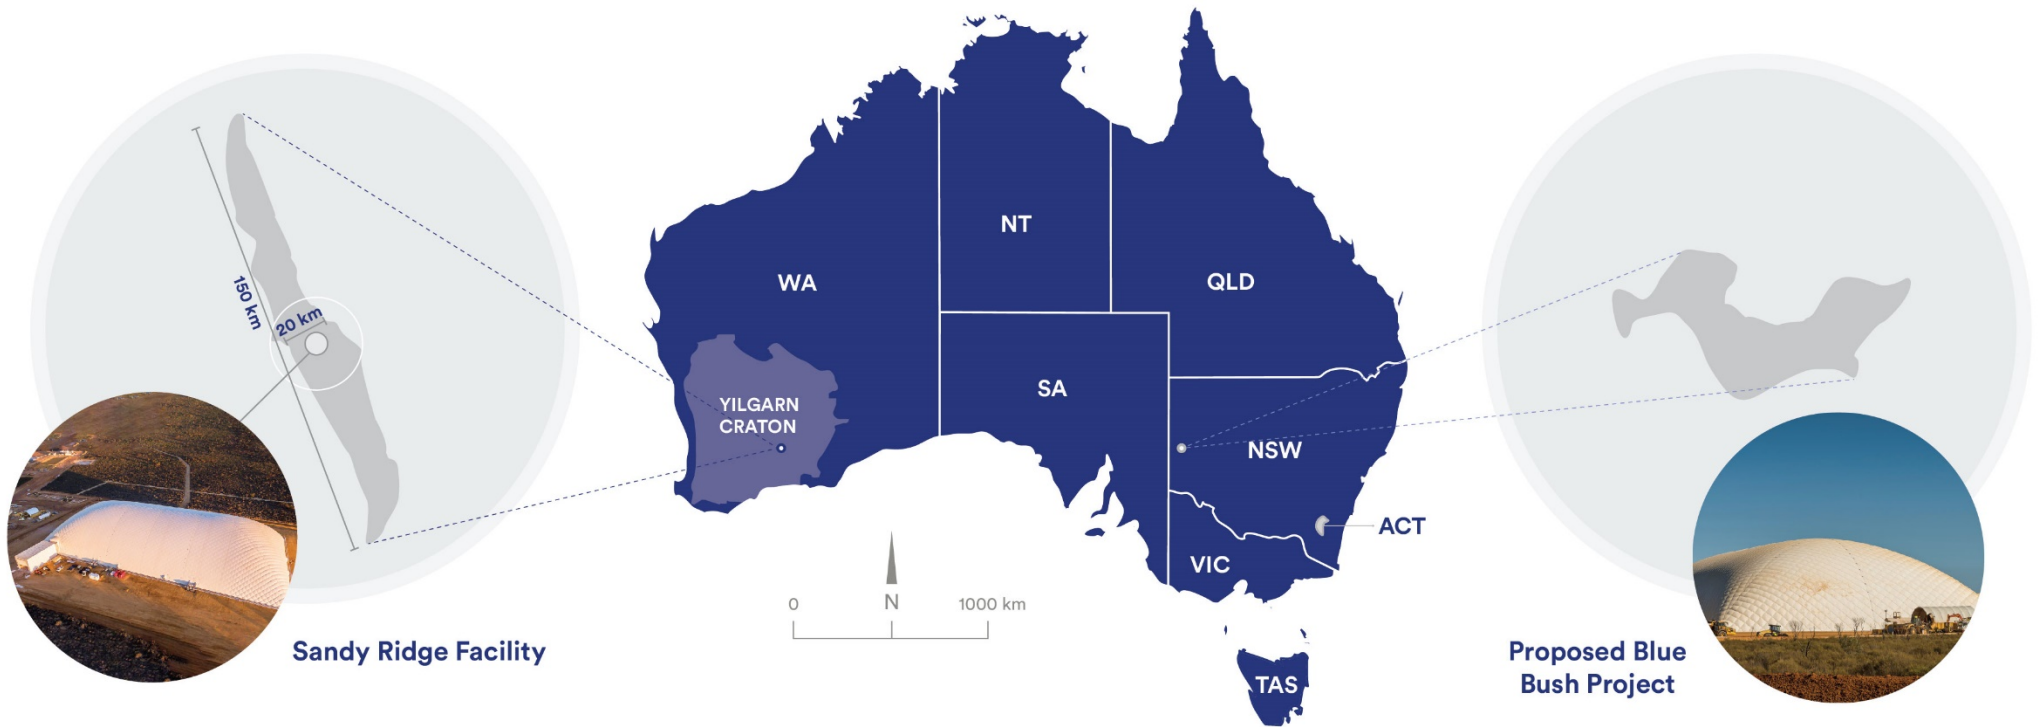 150 km
20 km
Sandy Ridge Facility
WA
NT
QLD
YILGARN
CRATON
SA
NSW
ACT
VIC
TAS
0
N
1000 km
Proposed Blue
Bush Project